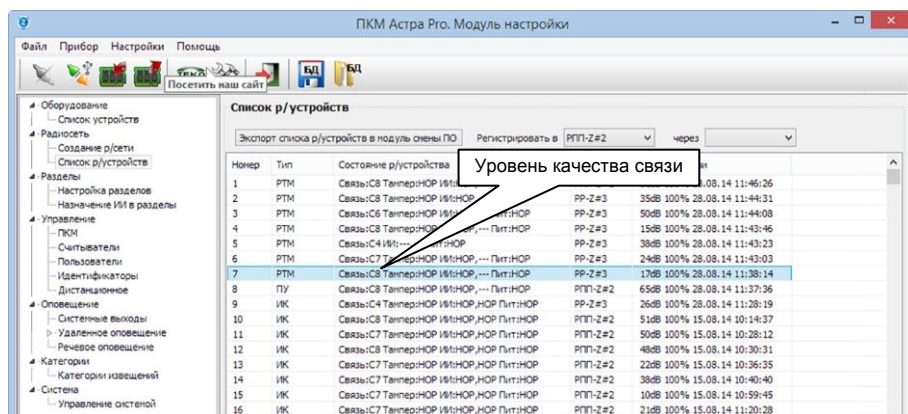 ПКМ Астра Pro. Модуль настройки
Файл Прибор Настройки Помощь
БД БД
Посетить наш сайт
Оборудование
Список устройств
Радиосеть
Создание р/сети
Список р/устройств
Разделы
Настройка разделов
Назначение ИИ в разделы
Управление
ПКМ
Считыватели
Пользователи
Идентификаторы
Дистанционное
Оповещение
Системные выходы
Удаленное оповещение
Речевое оповещение
Категории
Категории извещений
Система
Управление системой
Список р/устройств
Экспорт списка р/устройств в модуль смены ПО Регистрировать в РПП-Z#2 через
Уровень качества связи
Номер Тип Состояние р/устройства
1 РТМ Связь:С8 Тампер:НОР ИИ:НОР 28.08.14 11:46:26
2 РТМ Связь:С8 Тампер:НОР ИИ:НОР PP-Z#3 35dB 100% 28.08.14 11:44:31
3 РТМ Связь:С6 Тампер:НОР Пит:НОР PP-Z#3 50dB 100% 28.08.14 11:44:08
4 РТМ Связь:С8 Тампер:НОР ,--- Пит:НОР PP-Z#3 15dB 100% 28.08.14 11:43:46
5 РТМ Связь:С4 ИИ:--- PP-Z#3 38dB 100% 28.08.14 11:43:23
6 РТМ Связь:С7 Тампер:НОР ИИ:НОР,--- Пит:НОР PP-Z#3 24dB 100% 28.08.14 11:43:03
7 РТМ Связь:С8 Тампер:НОР ИИ:НОР,--- Пит:НОР PP-Z#3 17dB 100% 28.08.14 11:38:14
8 ПУ Связь:С8 Тампер:НОР ИИ:НОР,--- Пит:НОР РПП-Z#2 65dB 100% 28.08.14 11:37:36
9 ИК Связь:С4 Тампер:НОР ИИ:НОР,НОР Пит:НОР PP-Z#3 26dB 100% 28.08.14 11:28:19
10 ИК Связь:С8 Тампер:НОР ИИ:НОР,НОР Пит:НОР РПП-Z#2 51dB 100% 15.08.14 10:14:37
11 ИК Связь:С7 Тампер:НОР ИИ:НОР,НОР Пит:НОР РПП-Z#2 50dB 100% 15.08.14 10:28:12
12 ИК Связь:С8 Тампер:НОР ИИ:НОР,НОР Пит:НОР РПП-Z#2 48dB 100% 15.08.14 10:30:31
13 ИК Связь:С7 Тампер:НОР ИИ:НОР,НОР Пит:НОР РПП-Z#2 22dB 100% 15.08.14 10:36:35
14 ИК Связь:С7 Тампер:НОР ИИ:НОР,НОР Пит:НОР РПП-Z#2 38dB 100% 15.08.14 10:40:40
15 ИК Связь:С7 Тампер:НОР ИИ:НОР,НОР Пит:НОР РПП-Z#2 10dB 100% 15.08.14 10:59:45
16 ИК Связь:С7 Тампер:НОР ИИ:НОР,НОР Пит:НОР РПП-Z#2 21dB 100% 15.08.14 11:20:28